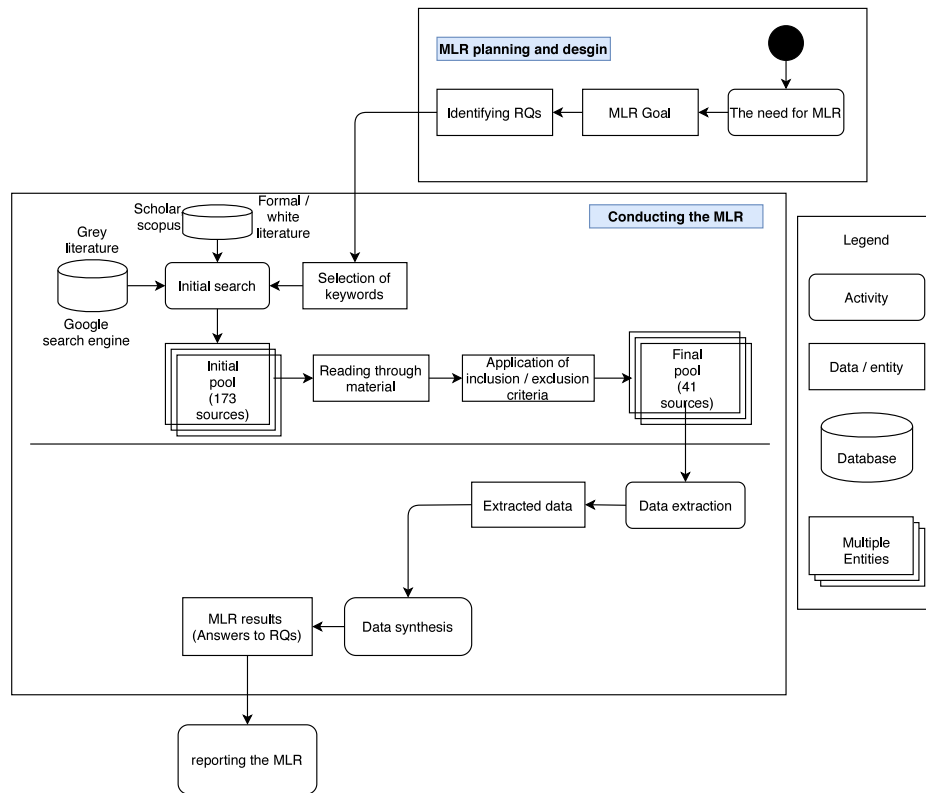 MLR planning and desgin
The need for MLR
MLR Goal
Identifying RQs
Conducting the MLR
Scholar
scopus
Formal /
white
literature
Grey
literature
Google
search engine
Initial search
Selection of
keywords
Initial
pool
(173
sources)
Reading through
material
Application of
inclusion / exclusion
criteria
Final
pool
(41
sources)
Data extraction
Extracted data
Data synthesis
MLR results
(Answers to RQs)
reporting the MLR
Legend
Activity
Data / entity
Database
Multiple
Entities